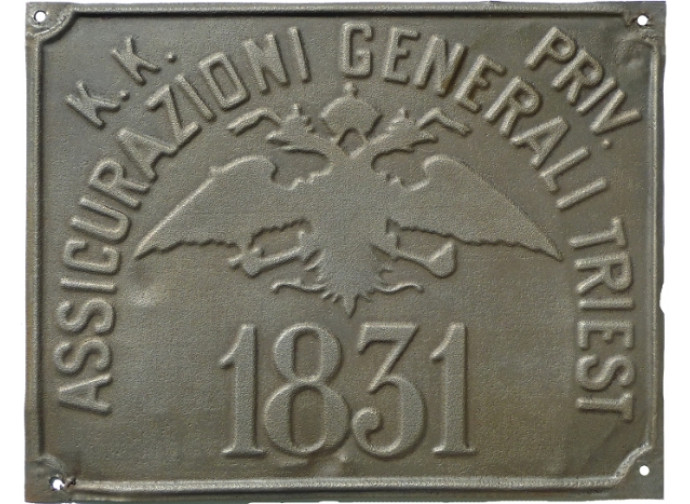 K. K. PRIV.
ASSICURAZIONI GENERALI TRIEST
1831